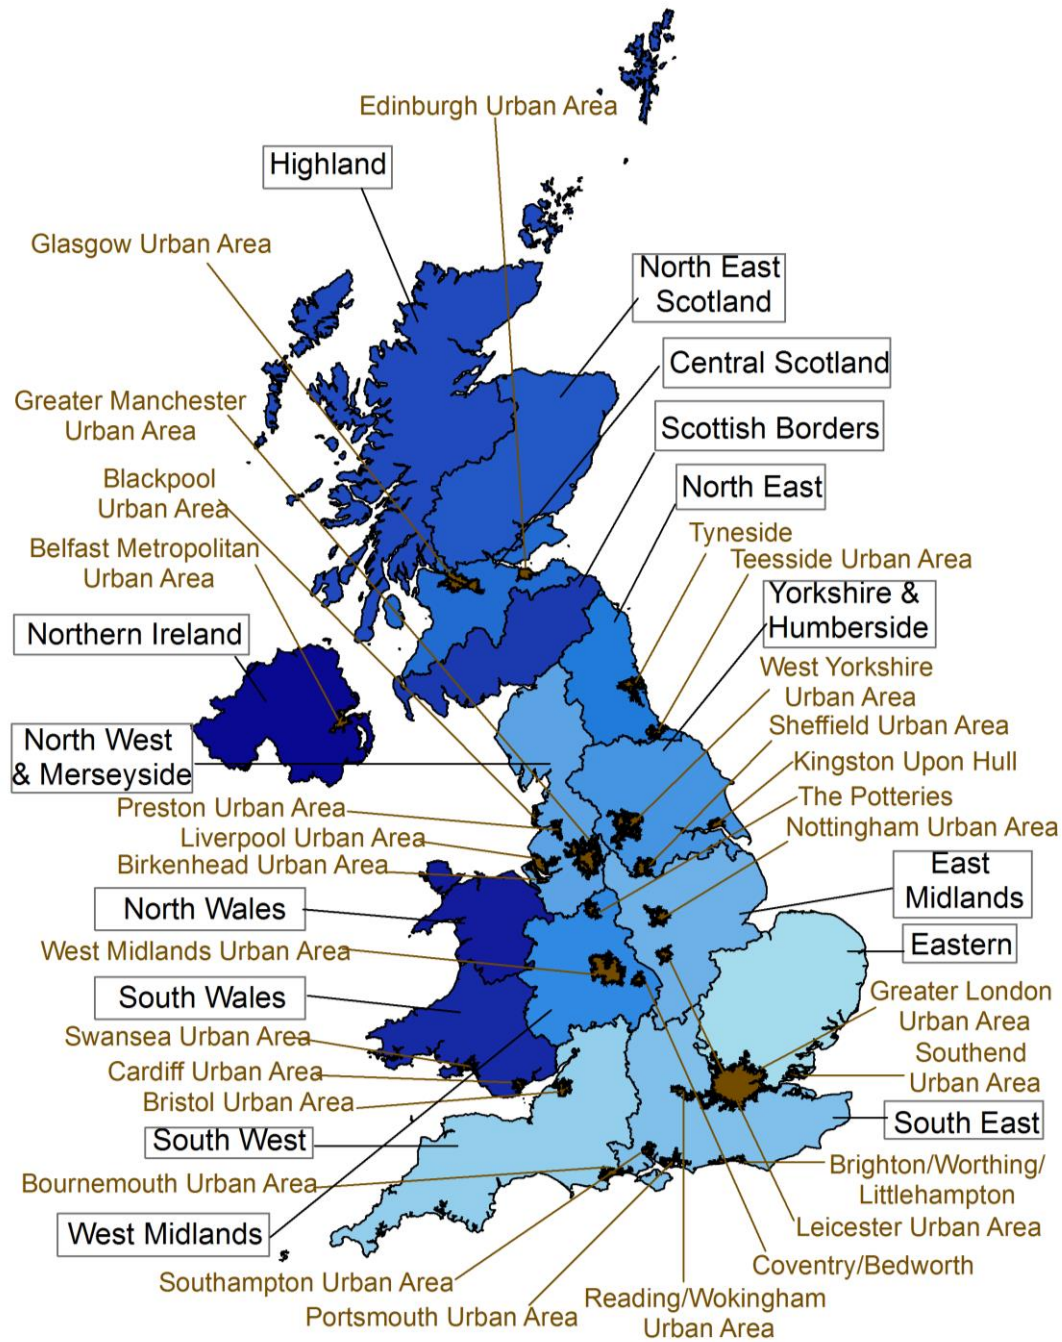 Edinburgh Urban Area
Highland
Glasgow Urban Area
North East
Scotland
Central Scotland
Greater Manchester
Urban Area
Scottish Borders
Blackpool
Urban Area
North East
Tyneside
Belfast Metropolitan
Urban Area
Teesside Urban Area
Yorkshire &
Humberside
Northern Ireland
West Yorkshire
Urban Area
Sheffield Urban Area
North West
& Merseyside
Kingston Upon Hull
Preston Urban Area
The Potteries
Liverpool Urban Area
Nottingham Urban Area
Birkenhead Urban Area
East
Midlands
North Wales
West Midlands Urban Area
Eastern
South Wales
Greater London
Urban Area
Swansea Urban Area
Southend
Urban Area
Cardiff Urban Area
Bristol Urban Area
South East
South West
Brighton/Worthing/
Littlehampton
Bournemouth Urban Area
Leicester Urban Area
West Midlands
Coventry/Bedworth
Southampton Urban Area
Reading/Wokingham
Urban Area
Portsmouth Urban Area